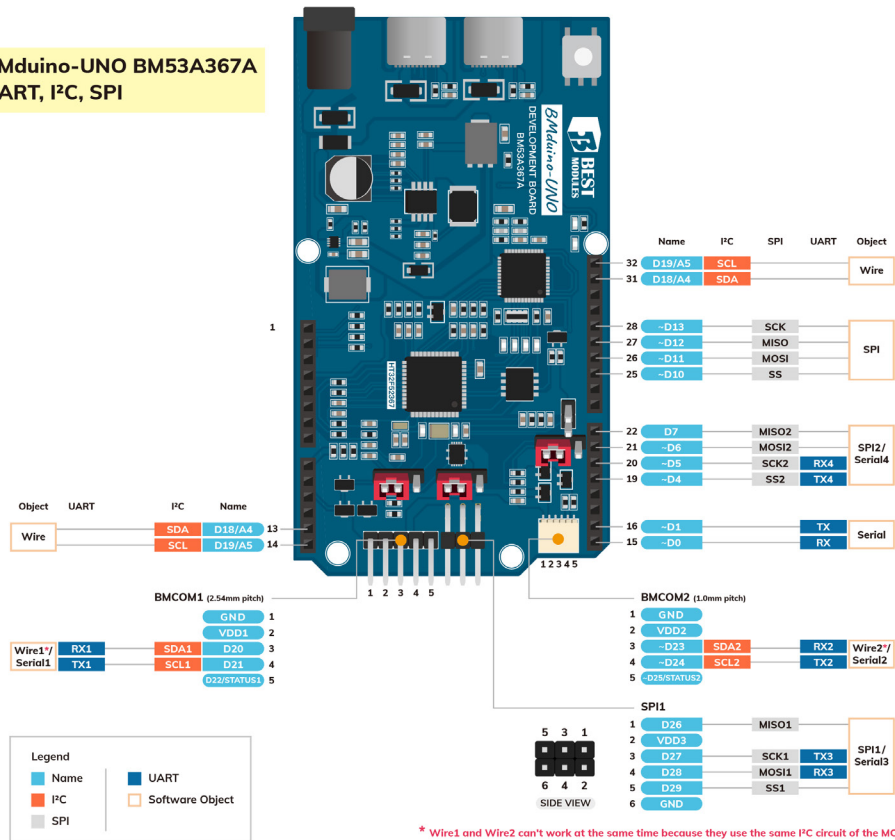 Mduino-UNO BM53A367A
ART, I²C, SPI
BMduino-UNO
DEVELOPMENT BOARD
BM53A367A
BEST
MODULES
HT32F52367
Name I²C SPI UART Object
32 D19/A5 SCL
31 D18/A4 SDA
Wire
1
28 ~D13 SCK
27 ~D12 MISO
26 ~D11 MOSI
25 ~D10 SS
SPI
22 D7 MISO2
21 ~D6 MOSI2
20 ~D5 SCK2 RX4
19 ~D4 SS2 TX4
SPI2/
Serial4
16 ~D1 TX
15 ~D0 RX
Serial
Object UART I²C Name
Wire
SDA D18/A4 13
SCL D19/A5 14
1 2 3 4 5
1 2 3 4 5
BMCOM1 (2.54mm pitch)
GND 1
VDD1 2
RX1 SDA1 D20 3
TX1 SCL1 D21 4
D22/STATUS1 5
Wire1*/
Serial1
BMCOM2 (1.0mm pitch)
1 GND
2 VDD2
3 ~D23 SDA2 RX2
4 ~D24 SCL2 TX2
5 ~D25/STATUS2
Wire2*/
Serial2
SPI1
1 D26 MISO1
2 VDD3
3 D27 SCK1 TX3
4 D28 MOSI1 RX3
5 D29 SS1
6 GND
SPI1/
Serial3
5 3 1
6 4 2
SIDE VIEW
Legend
Name
I²C
SPI
UART
Software Object
* Wire1 and Wire2 can't work at the same time because they use the same I²C circuit of the